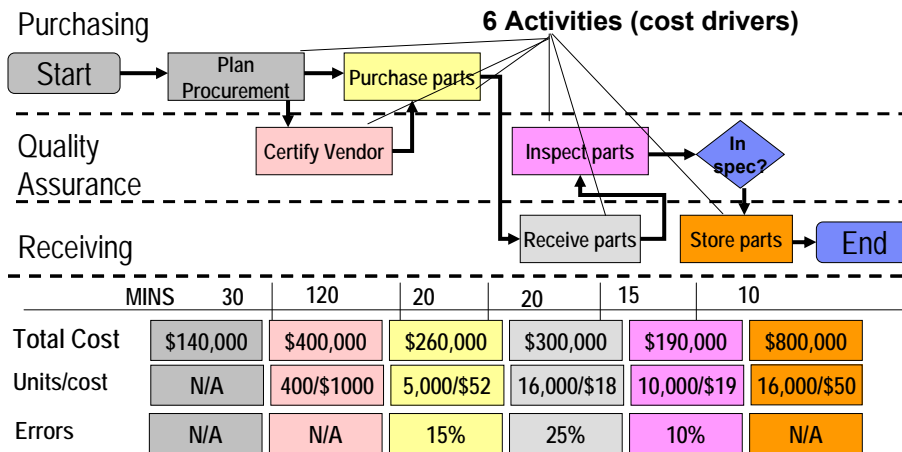 Purchasing
6 Activities (cost drivers)
Start
Plan
Procurement
Purchase parts
Quality
Assurance
Certify Vendor
Inspect parts
In
spec?
Receiving
Receive parts
Store parts
End
MINS 30 120 20 20 15 10
Total Cost $140,000 $400,000 $260,000 $300,000 $190,000 $800,000
Units/cost N/A 400/$1000 5,000/$52 16,000/$18 10,000/$19 16,000/$50
Errors N/A N/A 15% 25% 10% N/A